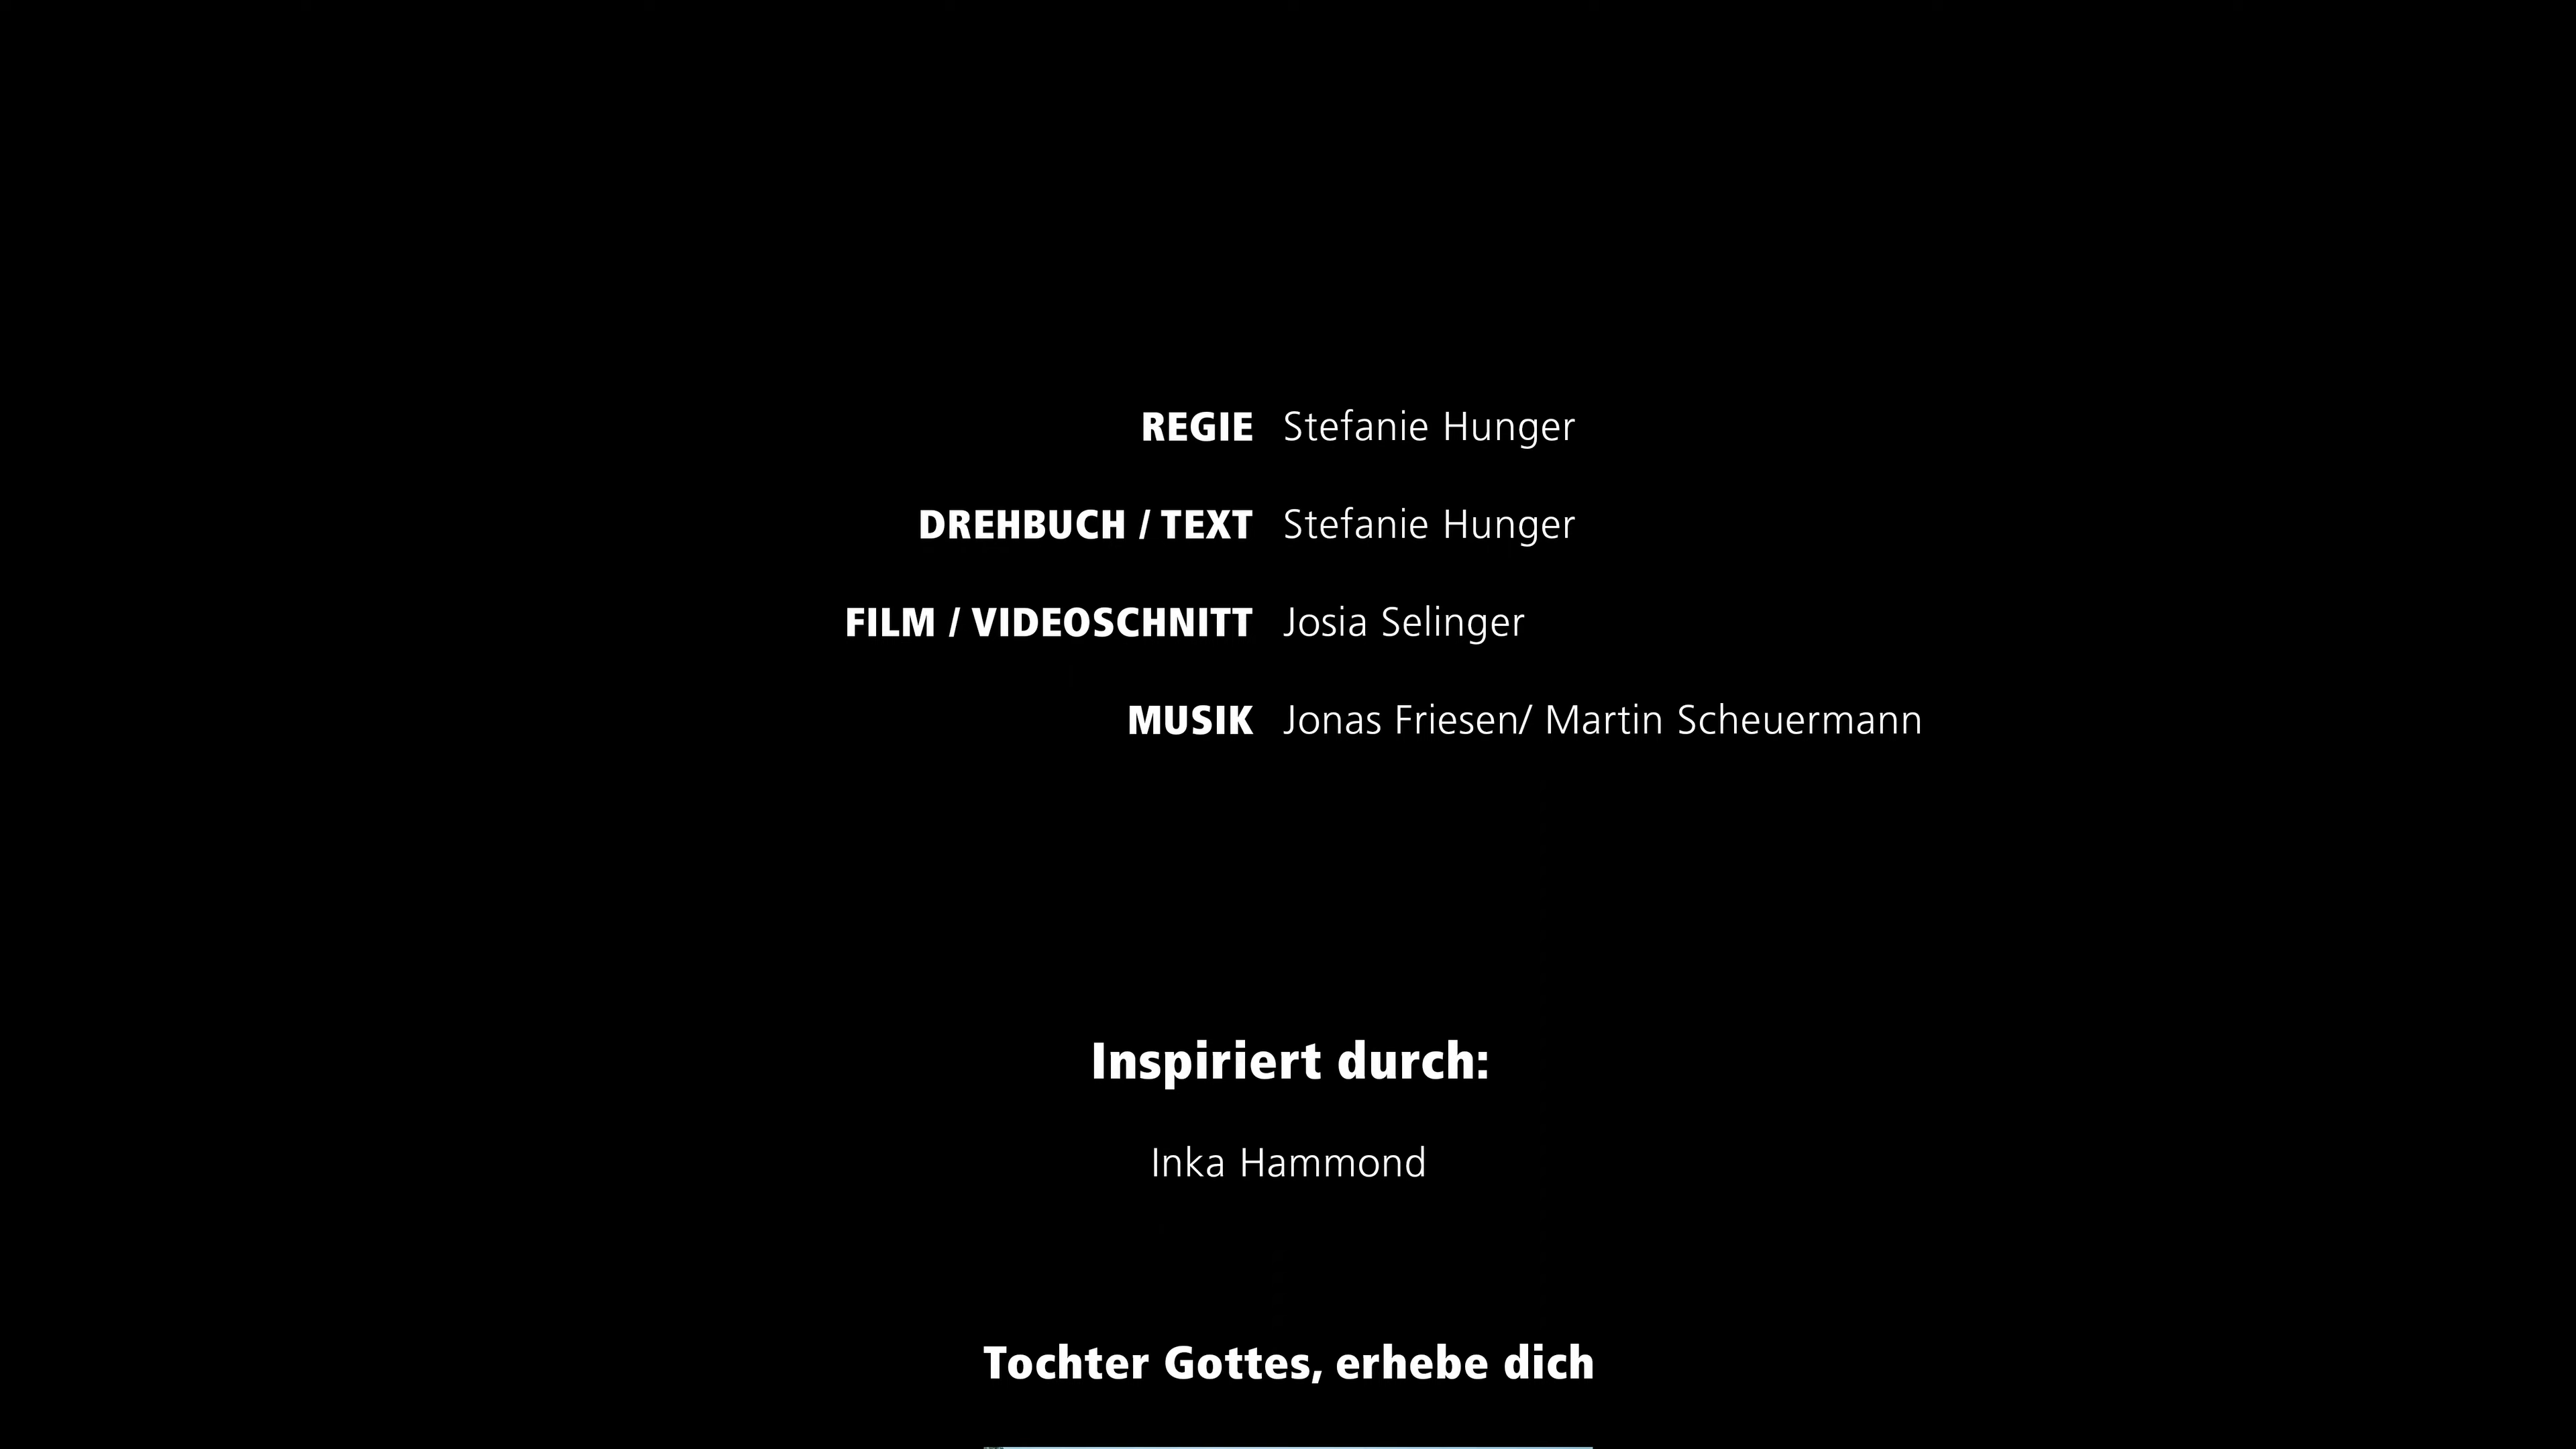 REGIE Stefanie Hunger
DREHBUCH / TEXT Stefanie Hunger
FILM / VIDEOSCHNITT Josia Selinger
MUSIK Jonas Friesen/ Martin Scheuermann
Inspiriert durch:
Inka Hammond
Tochter Gottes, erhebe dich